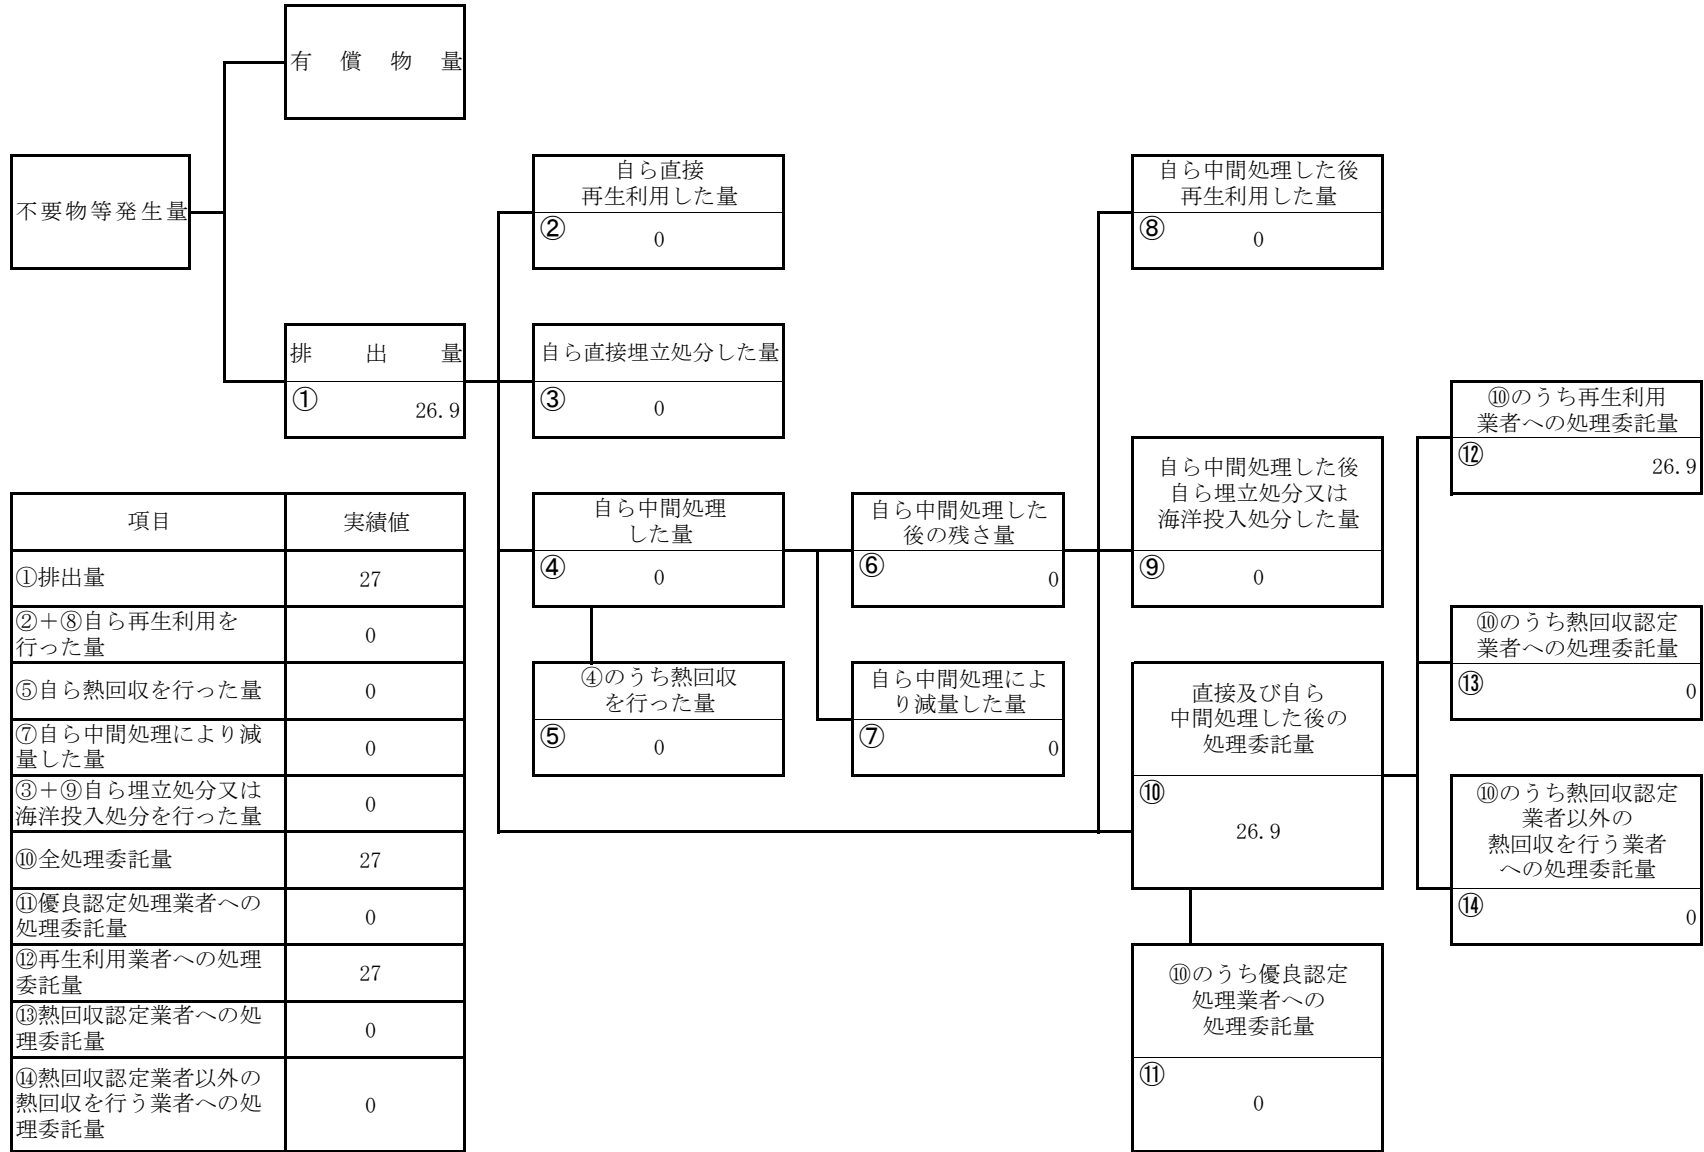 有償物量
不要物等発生量
排出量
①
26.9
自ら直接
再生利用した量
②
0
自ら直接埋立処分した量
③
0
自ら中間処理
した量
④
0
④のうち熱回収
を行った量
⑤
0
自ら中間処理した
後の残さ量
⑥
0
自ら中間処理によ
り減量した量
⑦
0
自ら中間処理した後
再生利用した量
⑧
0
自ら中間処理した後
自ら埋立処分又は
海洋投入処分した量
⑨
0
直接及び自ら
中間処理した後の
処理委託量
⑩
26.9
⑩のうち優良認定
処理業者への
処理委託量
⑪
0
⑩のうち再生利用
業者への処理委託量
⑫
26.9
⑩のうち熱回収認定
業者への処理委託量
⑬
0
⑩のうち熱回収認定
業者以外の
熱回収を行う業者
への処理委託量
⑭
0
項目 実績値
①排出量 27
②＋⑧自ら再生利用を
行った量 0
⑤自ら熱回収を行った量 0
⑦自ら中間処理により減
量した量 0
③＋⑨自ら埋立処分又は
海洋投入処分を行った量 0
⑩全処理委託量 27
⑪優良認定処理業者への
処理委託量 0
⑫再生利用業者への処理
委託量 27
⑬熱回収認定業者への処
理委託量 0
⑭熱回収認定業者以外の
熱回収を行う業者への処
理委託量 0